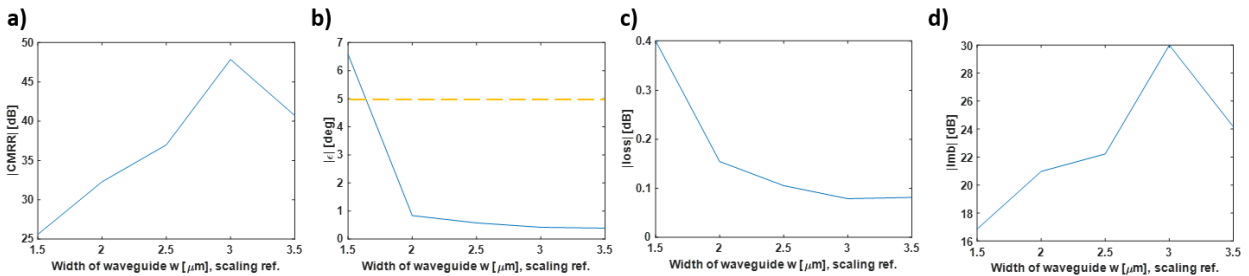 a)
50
45
40
35
30
25
|CMRR| [dB]
1.5 2 2.5 3 3.5
Width of waveguide w [μm], scaling ref.
b)
7
6
5
4
3
2
1
0
|ϵ| [deg]
1.5 2 2.5 3 3.5
Width of waveguide w [μm], scaling ref.
c)
0.4
0.3
0.2
0.1
0
|loss| [dB]
1.5 2 2.5 3 3.5
Width of waveguide w [μm], scaling ref.
d)
30
28
26
24
22
20
18
16
|Imb| [dB]
1.5 2 2.5 3 3.5
Width of waveguide w [μm], scaling ref.